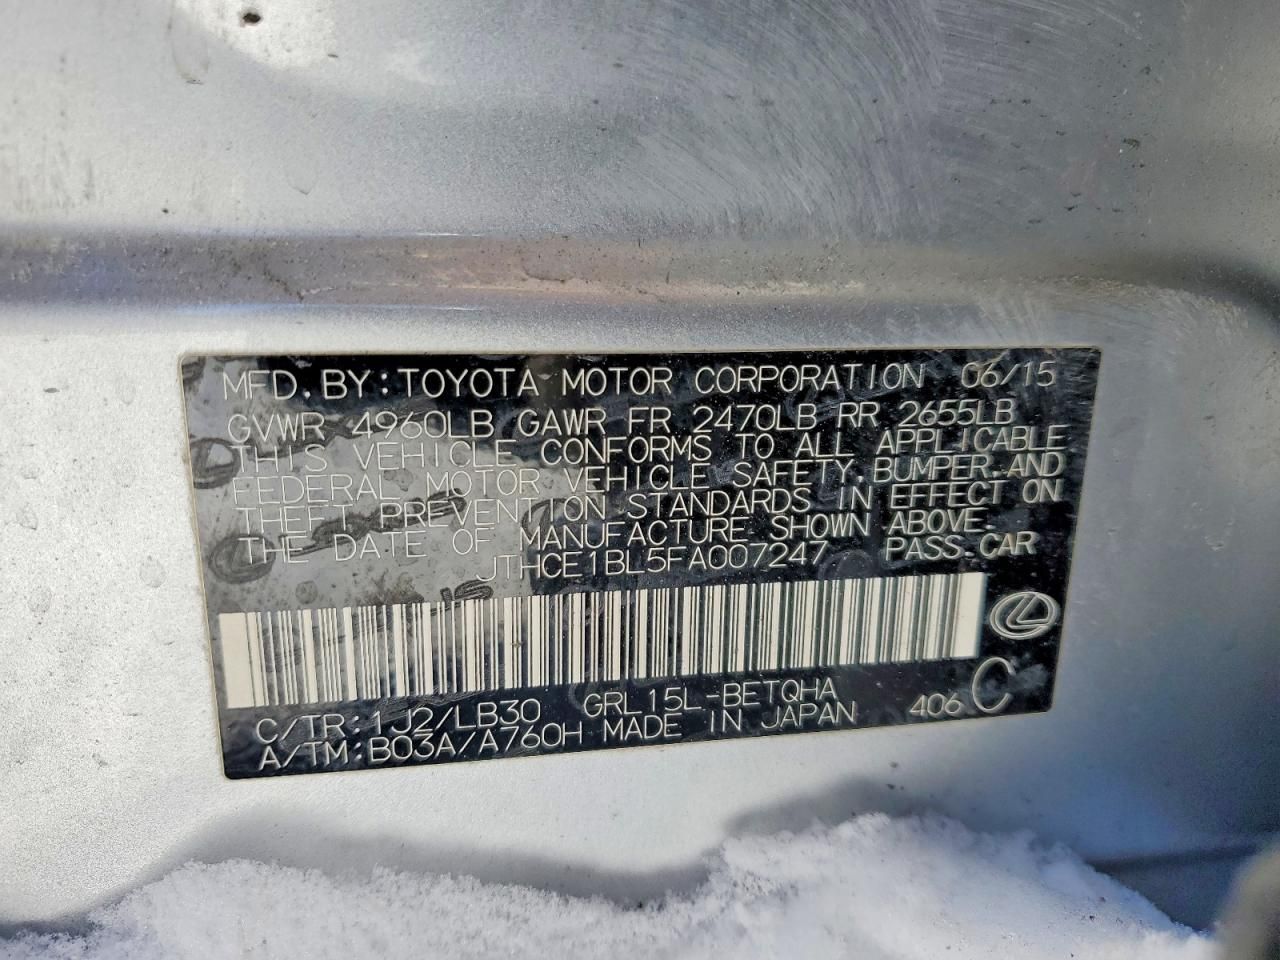 MFD. BY: TOYOTA MOTOR CORPORATION 06/15
GVWR 4960LB GAWR FR 2470LB RR 2655LB
THIS VEHICLE CONFORMS TO ALL APPLICABLE
FEDERAL MOTOR VEHICLE SAFETY, BUMPER, AND
THEFT PREVENTION STANDARDS IN EFFECT ON
THE DATE OF MANUFACTURE SHOWN ABOVE.
JTHCE1BL5FA007247 PASS.CAR
C/TR:1J2/LB30 GRL15L-BETQHA
A/TM:B03A/A760H MADE IN JAPAN 406 C